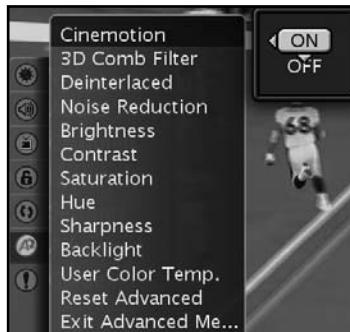 Cinemotion
3D Comb Filter
Deinterlaced
Noise Reduction
Brightness
Contrast
Saturation
Hue
Sharpness
Backlight
User Color Temp.
Reset Advanced
Exit Advanced Me...
ON
OFF
68